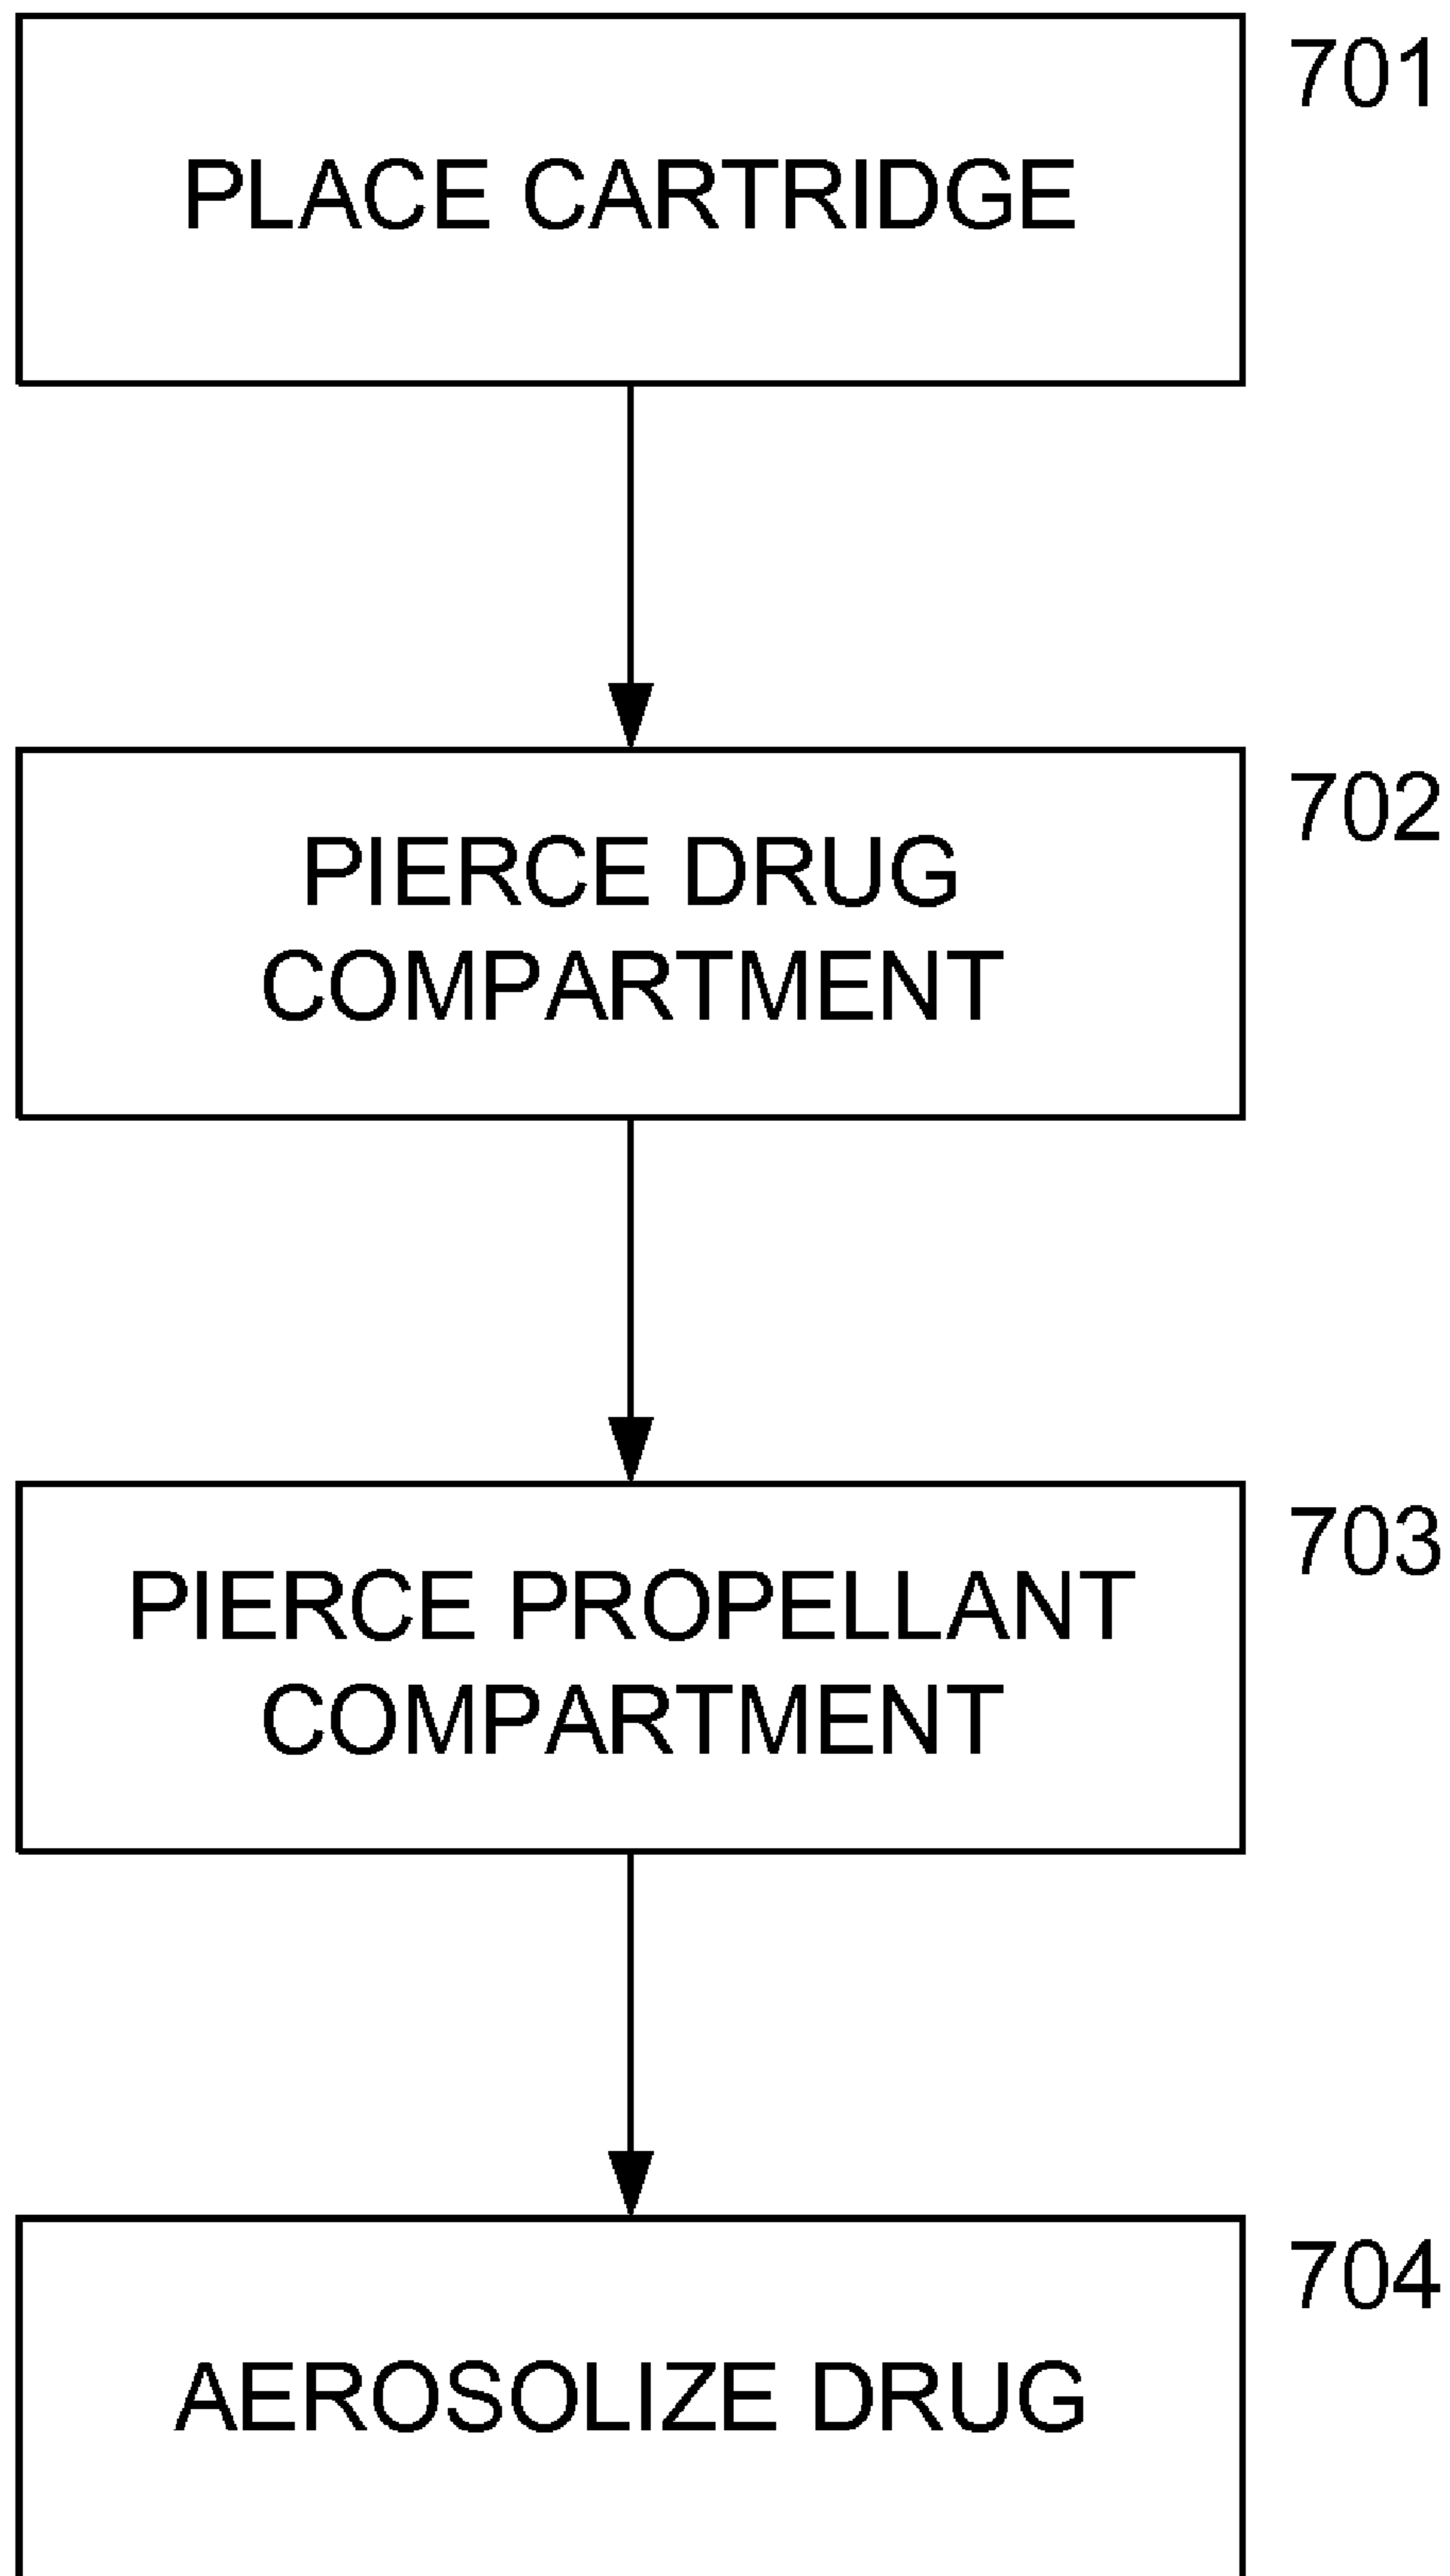 701
PLACE CARTRIDGE
702
PIERCE DRUG
COMPARTMENT
703
PIERCE PROPELLANT
COMPARTMENT
704
AEROSOLIZE DRUG